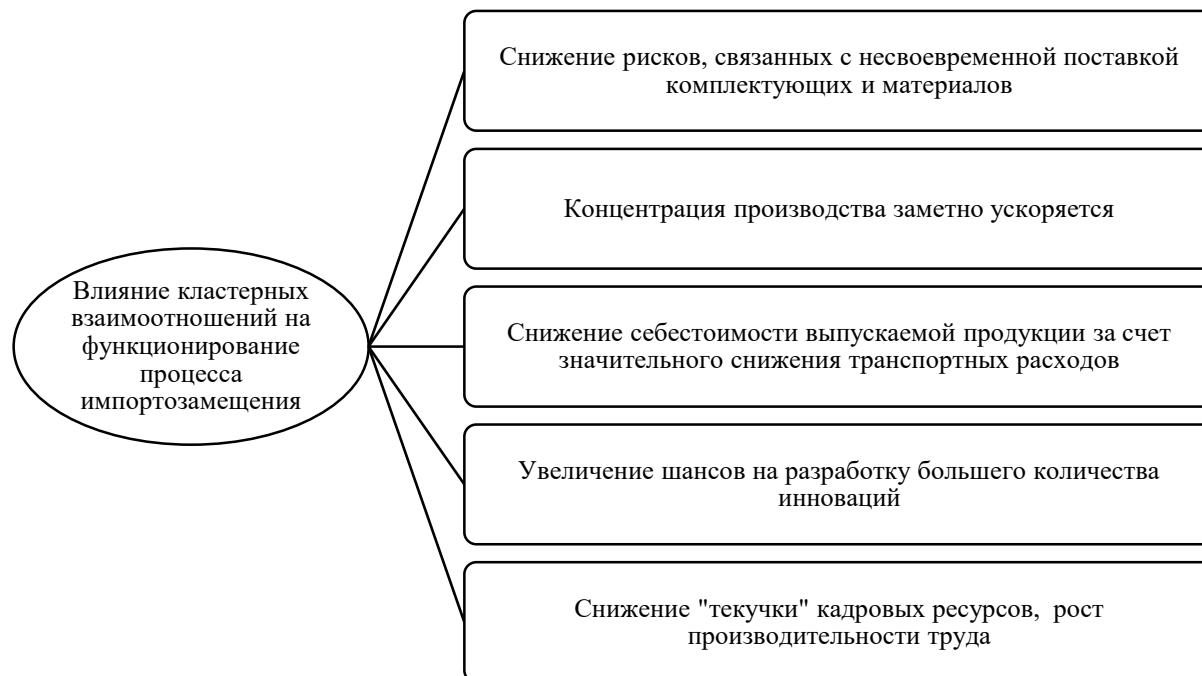 Снижение рисков, связанных с несвоевременной поставкой
комплектующих и материалов
Концентрация производства заметно ускоряется
Влияние кластерных
взаимоотношений на
функционирование
процесса
импортозамещения
Снижение себестоимости выпускаемой продукции за счет
значительного снижения транспортных расходов
Увеличение шансов на разработку большего количества
инноваций
Снижение "текучки" кадровых ресурсов,  рост
производительности труда